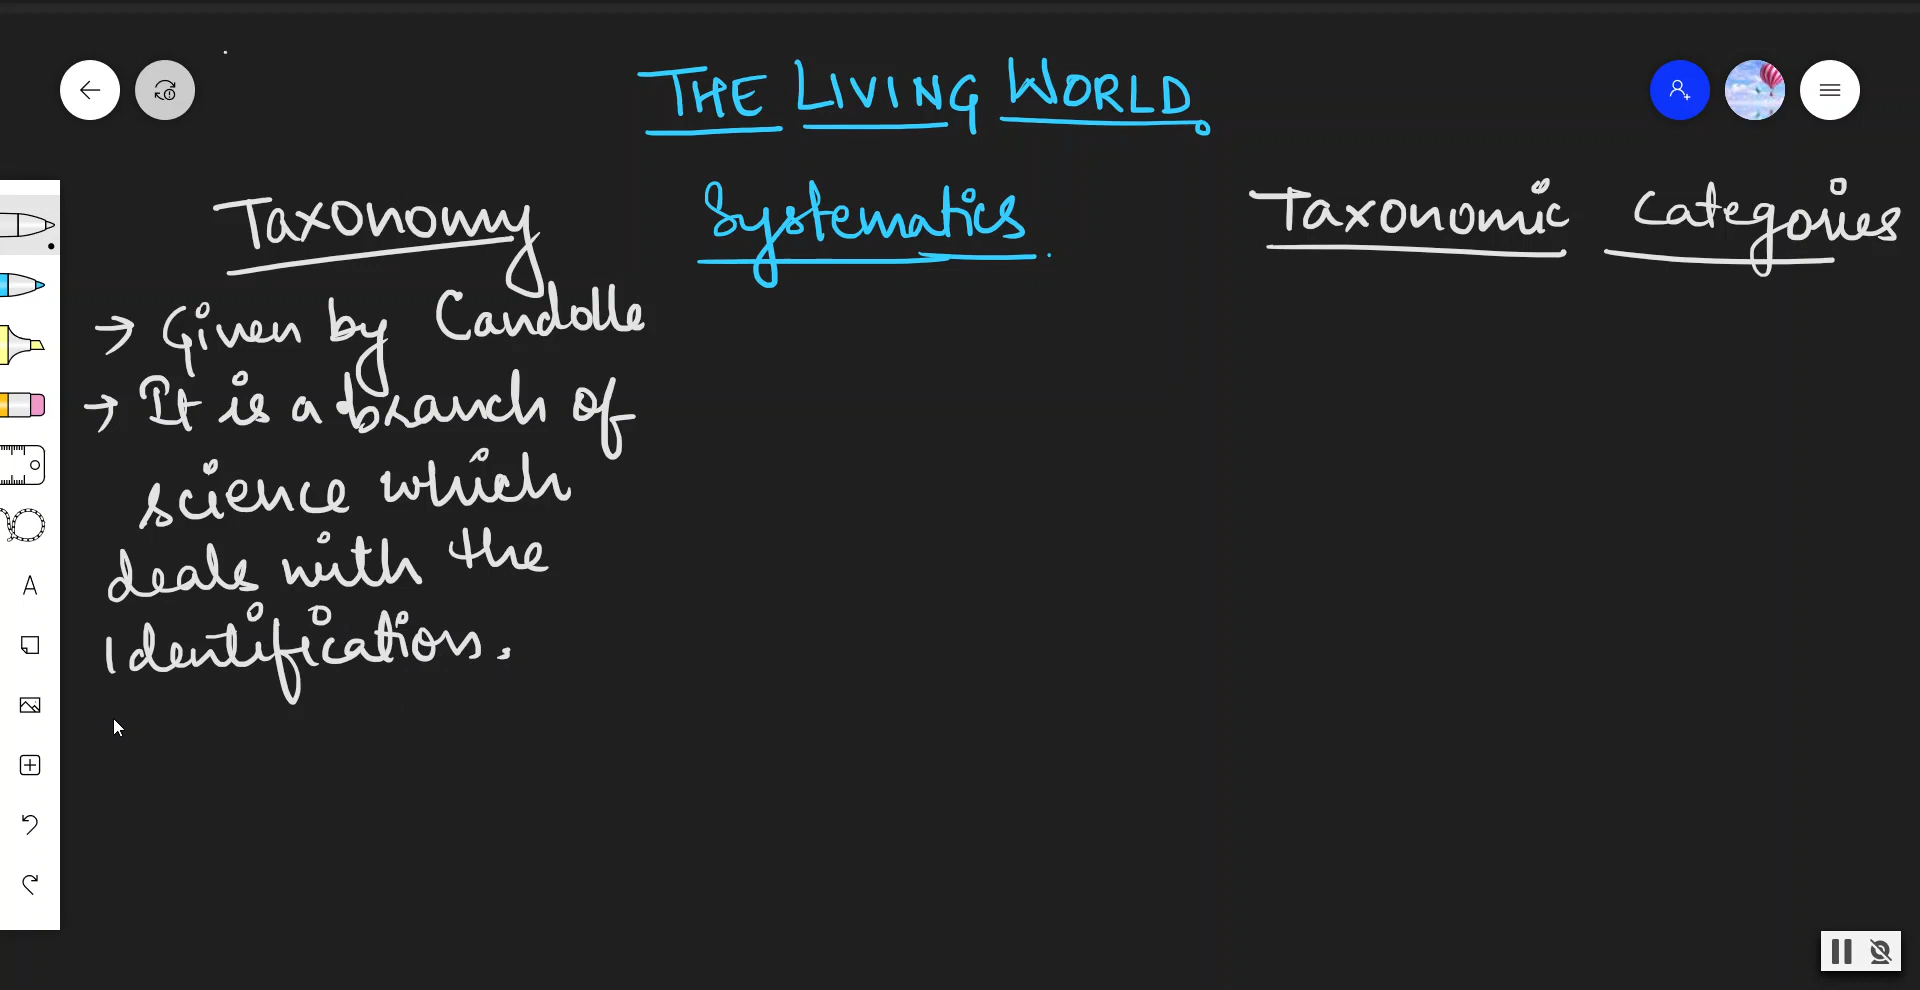 THE LIVING WORLD.
Taxonomy
→ Given by Candolle
→ It is a branch of
science which
deals with the
Identifications.
Systematics.
Taxonomic Categories
A